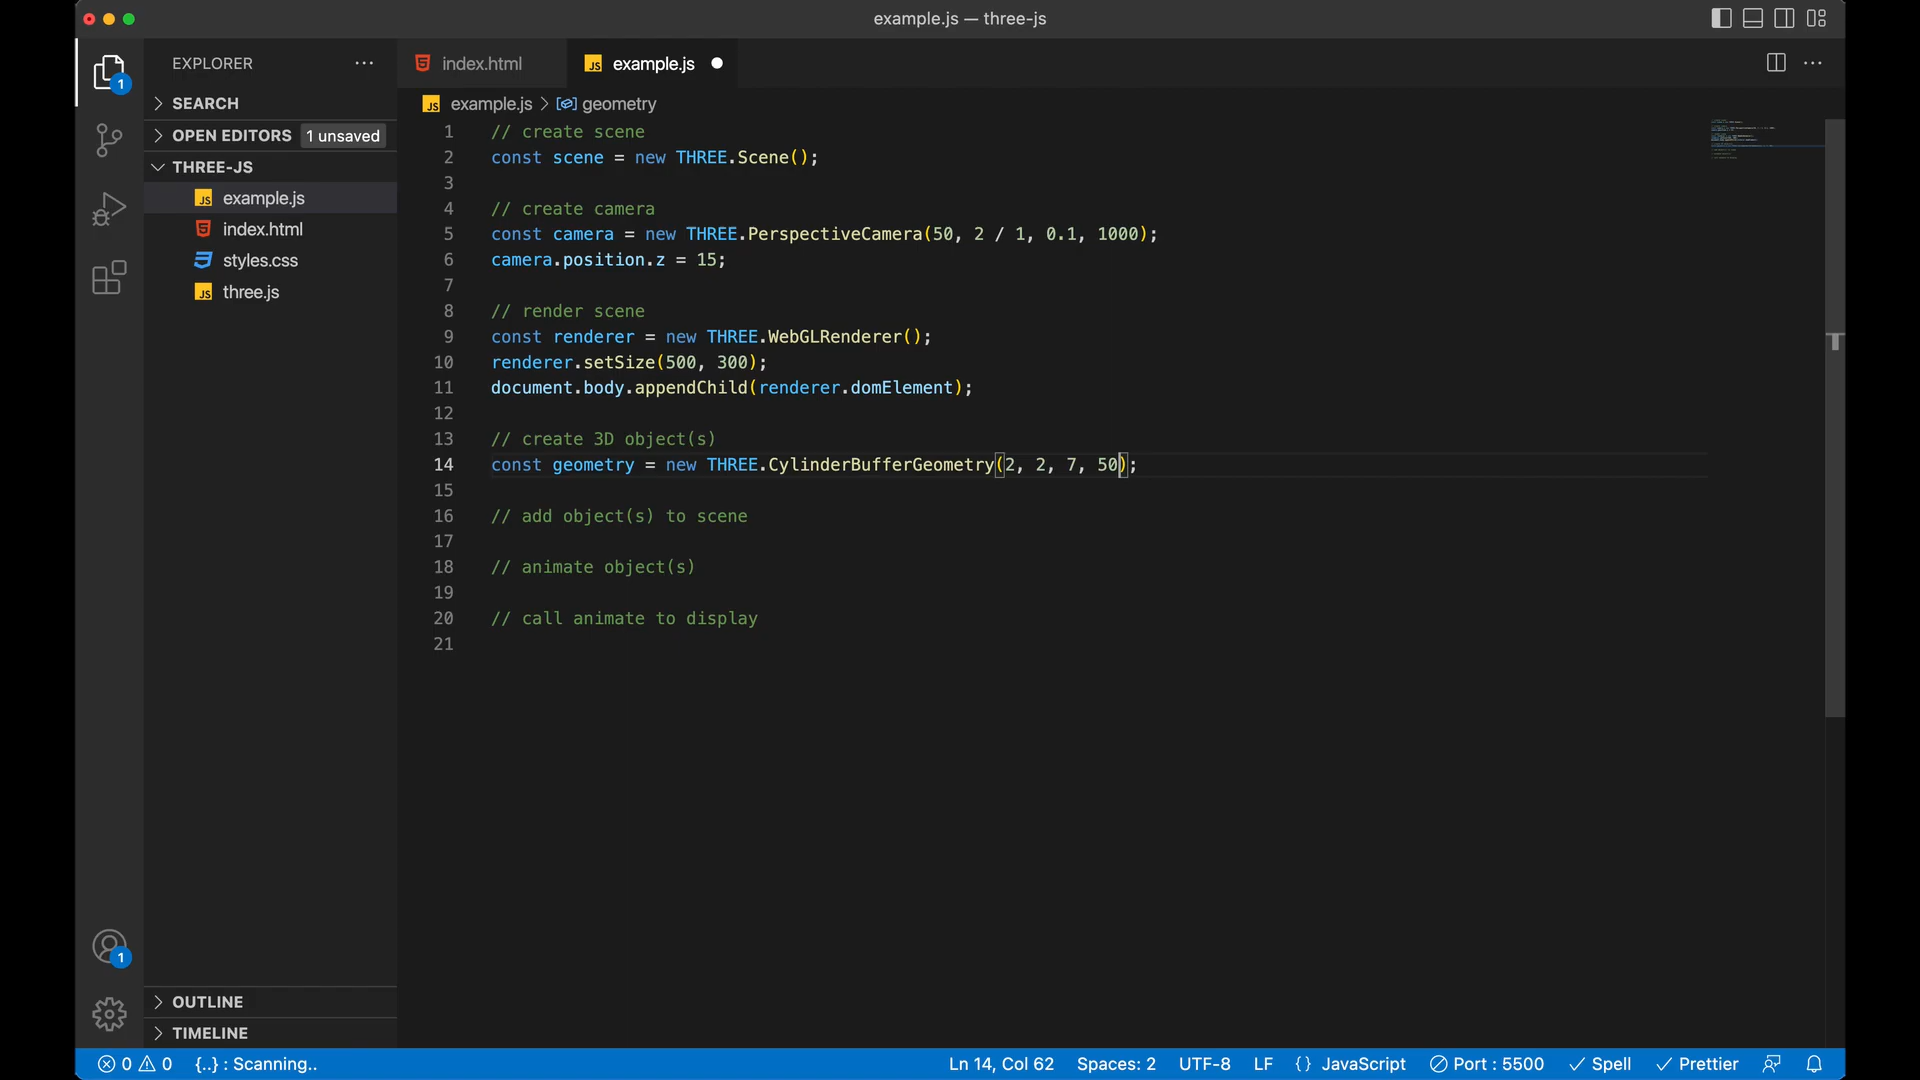 example.js — three-js
EXPLORER
index.html
JS example.js
SEARCH
JS example.js > geometry
OPEN EDITORS 1 unsaved
THREE-JS
JS example.js
index.html
styles.css
JS three.js
1 // create scene
2 const scene = new THREE.Scene();
3
4 // create camera
5 const camera = new THREE.PerspectiveCamera(50, 2 / 1, 0.1, 1000);
6 camera.position.z = 15;
7
8 // render scene
9 const renderer = new THREE.WebGLRenderer();
10 renderer.setSize(500, 300);
11 document.body.appendChild(renderer.domElement);
12
13 // create 3D object(s)
14 const geometry = new THREE.CylinderBufferGeometry(2, 2, 7, 50);
15
16 // add object(s) to scene
17
18 // animate object(s)
19
20 // call animate to display
21
1
1
OUTLINE
TIMELINE
0 0 {..} : Scanning.. Ln 14, Col 62 Spaces: 2 UTF-8 LF {} JavaScript Port : 5500 Spell Prettier